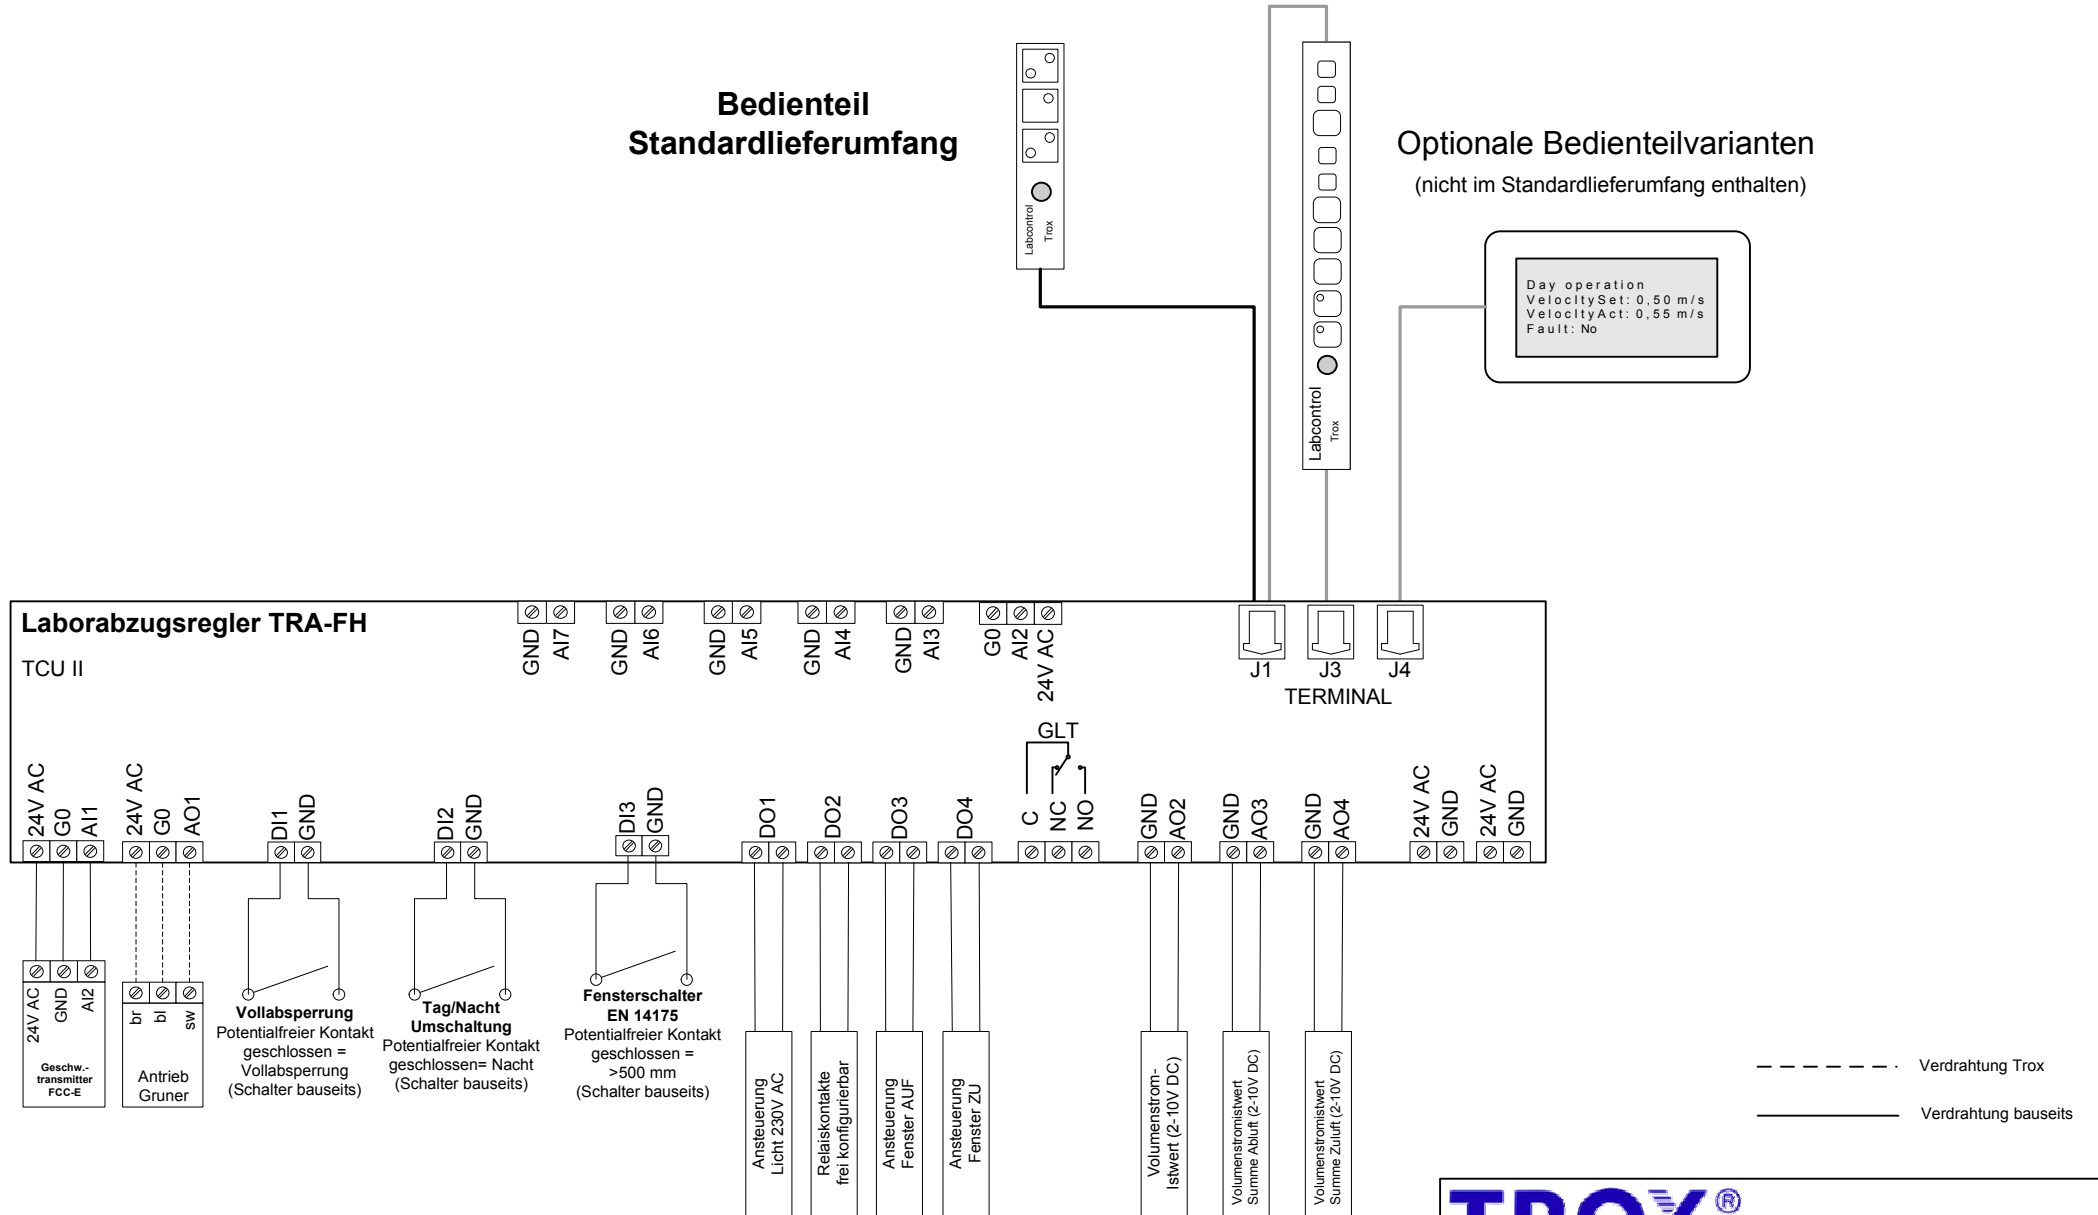 Bedienteil
Standardlieferumfang
Labcontrol
Trox
Labcontrol
Trox
Optionale Bedienteilvarianten
(nicht im Standardlieferumfang enthalten)
Day operation
VelocItySet: 0,50 m/s
VelocItyAct: 0,55 m/s
Fault: No
Laborabzugsregler TRA-FH
TCU II
GND
AI7
GND
AI6
GND
AI5
GND
AI4
GND
AI3
G0
AI2
24V AC
J1
J3
J4
TERMINAL
GLT
24V AC
G0
AI1
24V AC
G0
AO1
DI1
GND
DI2
GND
DI3
GND
DO1
DO2
DO3
DO4
C
NC
NO
GND
AO2
GND
AO3
GND
AO4
24V AC
GND
24V AC
GND
24V AC
GND
AI2
Geschw.-
transmitter
FCC-E
br
bl
sw
Antrieb
Gruner
Vollabsperrung
Potentialfreier Kontakt
geschlossen =
Vollabsperrung
(Schalter bauseits)
Tag/Nacht
Umschaltung
Potentialfreier Kontakt
geschlossen= Nacht
(Schalter bauseits)
Fensterschalter
EN 14175
Potentialfreier Kontakt
geschlossen =
>500 mm
(Schalter bauseits)
Ansteuerung
Licht 230V AC
Relaiskontakte
frei konfigurierbar
Ansteuerung
Fenster AUF
Ansteuerung
Fenster ZU
Volumenstrom-
Istwert (2-10V DC)
Volumenstromistwert
Summe Abluft (2-10V DC)
Volumenstromistwert
Summe Zuluft (2-10V DC)
Verdrahtung Trox
Verdrahtung bauseits
TROX®